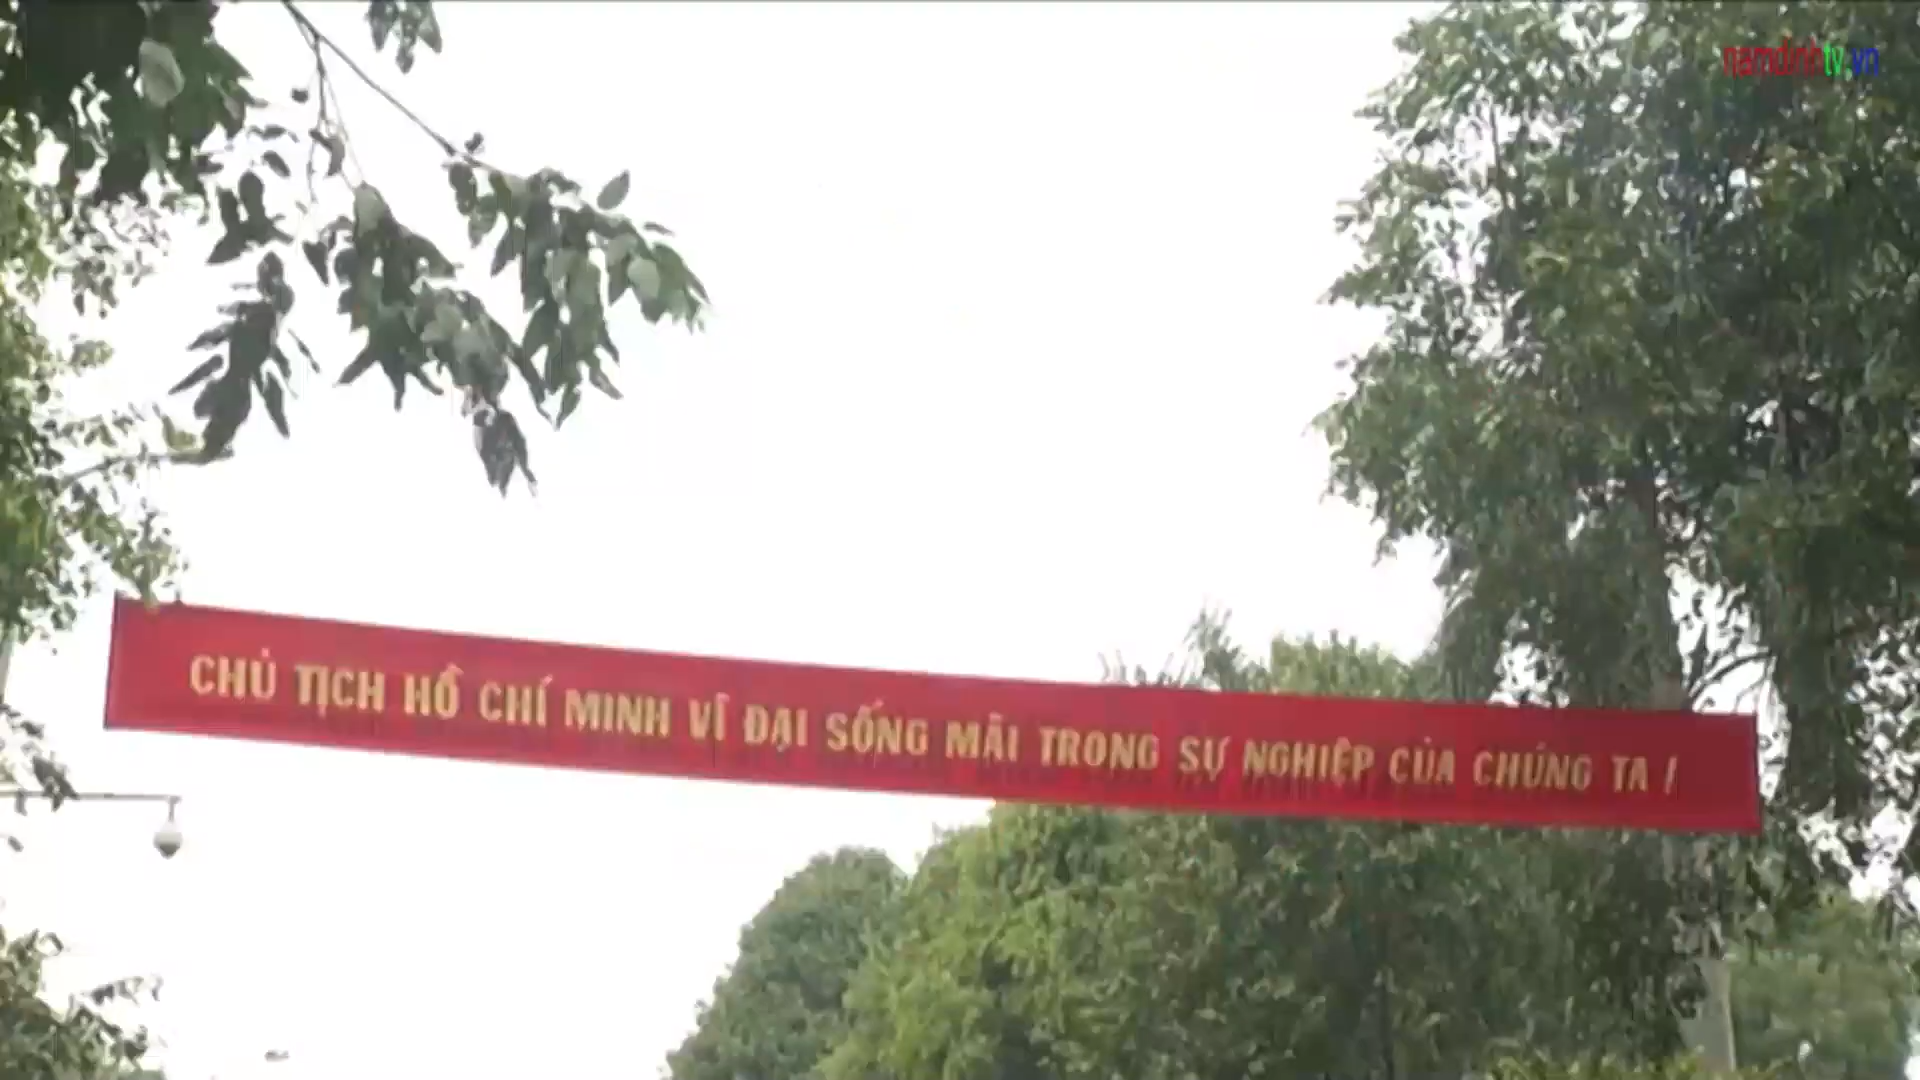 namdinhtv.vn
CHỦ TỊCH HỒ CHÍ MINH VĨ ĐẠI SỐNG MÃI TRONG SỰ NGHIỆP CỦA CHÚNG TA !